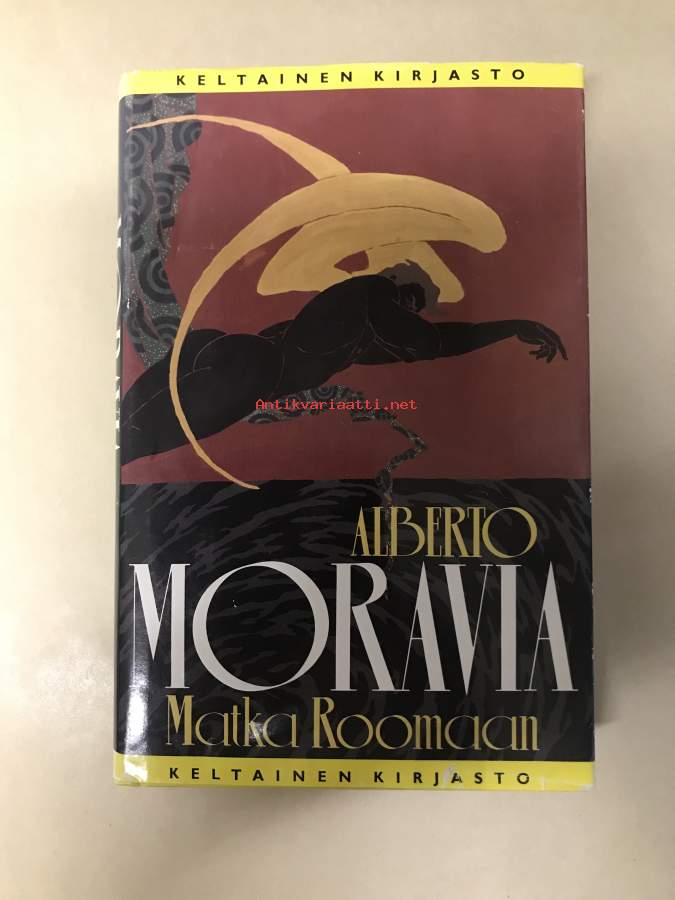 KELTAINEN KIRJASTO
Antikvariaatti.net
ALBERTO
MORAVIA
Matka Roomaan
KELTAINEN KIRJASTO